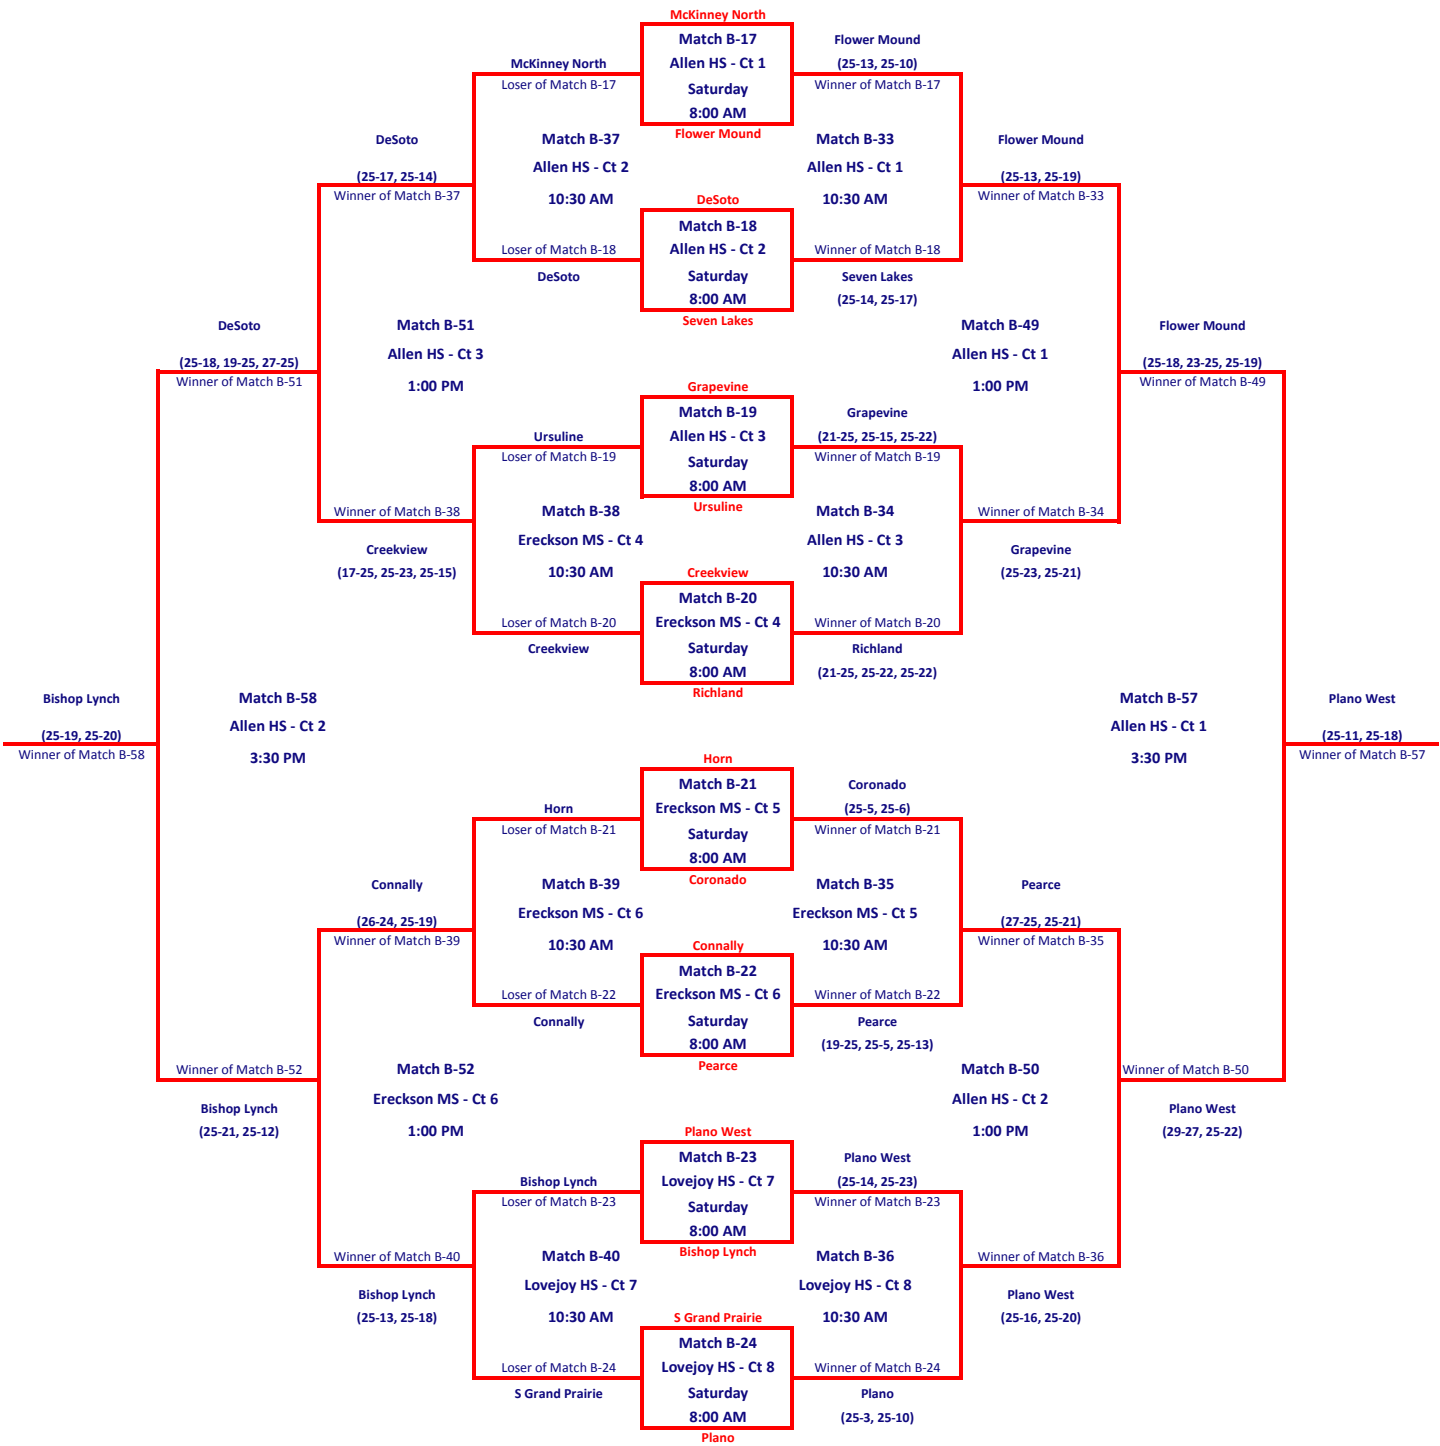 McKinney North
Match B-17
Allen HS - Ct 1
Saturday
8:00 AM
Flower Mound
McKinney North
Loser of Match B-17
Flower Mound
(25-13, 25-10)
Winner of Match B-17
DeSoto
(25-17, 25-14)
Winner of Match B-37
Match B-37
Allen HS - Ct 2
10:30 AM
Match B-33
Allen HS - Ct 1
10:30 AM
Flower Mound
(25-13, 25-19)
Winner of Match B-33
DeSoto
Match B-18
Allen HS - Ct 2
Saturday
8:00 AM
Seven Lakes
Loser of Match B-18
DeSoto
Winner of Match B-18
Seven Lakes
(25-14, 25-17)
DeSoto
(25-18, 19-25, 27-25)
Winner of Match B-51
Match B-51
Allen HS - Ct 3
1:00 PM
Match B-49
Allen HS - Ct 1
1:00 PM
Flower Mound
(25-18, 23-25, 25-19)
Winner of Match B-49
Grapevine
Match B-19
Allen HS - Ct 3
Saturday
8:00 AM
Ursuline
Ursuline
Loser of Match B-19
Grapevine
(21-25, 25-15, 25-22)
Winner of Match B-19
Winner of Match B-38
Creekview
(17-25, 25-23, 25-15)
Match B-38
Ereckson MS - Ct 4
10:30 AM
Match B-34
Allen HS - Ct 3
10:30 AM
Winner of Match B-34
Grapevine
(25-23, 25-21)
Creekview
Match B-20
Ereckson MS - Ct 4
Saturday
8:00 AM
Richland
Loser of Match B-20
Creekview
Winner of Match B-20
Richland
(21-25, 25-22, 25-22)
Bishop Lynch
(25-19, 25-20)
Winner of Match B-58
Match B-58
Allen HS - Ct 2
3:30 PM
Match B-57
Allen HS - Ct 1
3:30 PM
Plano West
(25-11, 25-18)
Winner of Match B-57
Horn
Match B-21
Ereckson MS - Ct 5
Saturday
8:00 AM
Coronado
Horn
Loser of Match B-21
Coronado
(25-5, 25-6)
Winner of Match B-21
Connally
(26-24, 25-19)
Winner of Match B-39
Match B-39
Ereckson MS - Ct 6
10:30 AM
Match B-35
Ereckson MS - Ct 5
10:30 AM
Pearce
(27-25, 25-21)
Winner of Match B-35
Connally
Match B-22
Ereckson MS - Ct 6
Saturday
8:00 AM
Pearce
Loser of Match B-22
Connally
Winner of Match B-22
Pearce
(19-25, 25-5, 25-13)
Winner of Match B-52
Bishop Lynch
(25-21, 25-12)
Match B-52
Ereckson MS - Ct 6
1:00 PM
Match B-50
Allen HS - Ct 2
1:00 PM
Winner of Match B-50
Plano West
(29-27, 25-22)
Plano West
Match B-23
Lovejoy HS - Ct 7
Saturday
8:00 AM
Bishop Lynch
Bishop Lynch
Loser of Match B-23
Plano West
(25-14, 25-23)
Winner of Match B-23
Winner of Match B-40
Bishop Lynch
(25-13, 25-18)
Match B-40
Lovejoy HS - Ct 7
10:30 AM
Match B-36
Lovejoy HS - Ct 8
10:30 AM
Winner of Match B-36
Plano West
(25-16, 25-20)
S Grand Prairie
Match B-24
Lovejoy HS - Ct 8
Saturday
8:00 AM
Plano
Loser of Match B-24
S Grand Prairie
Winner of Match B-24
Plano
(25-3, 25-10)